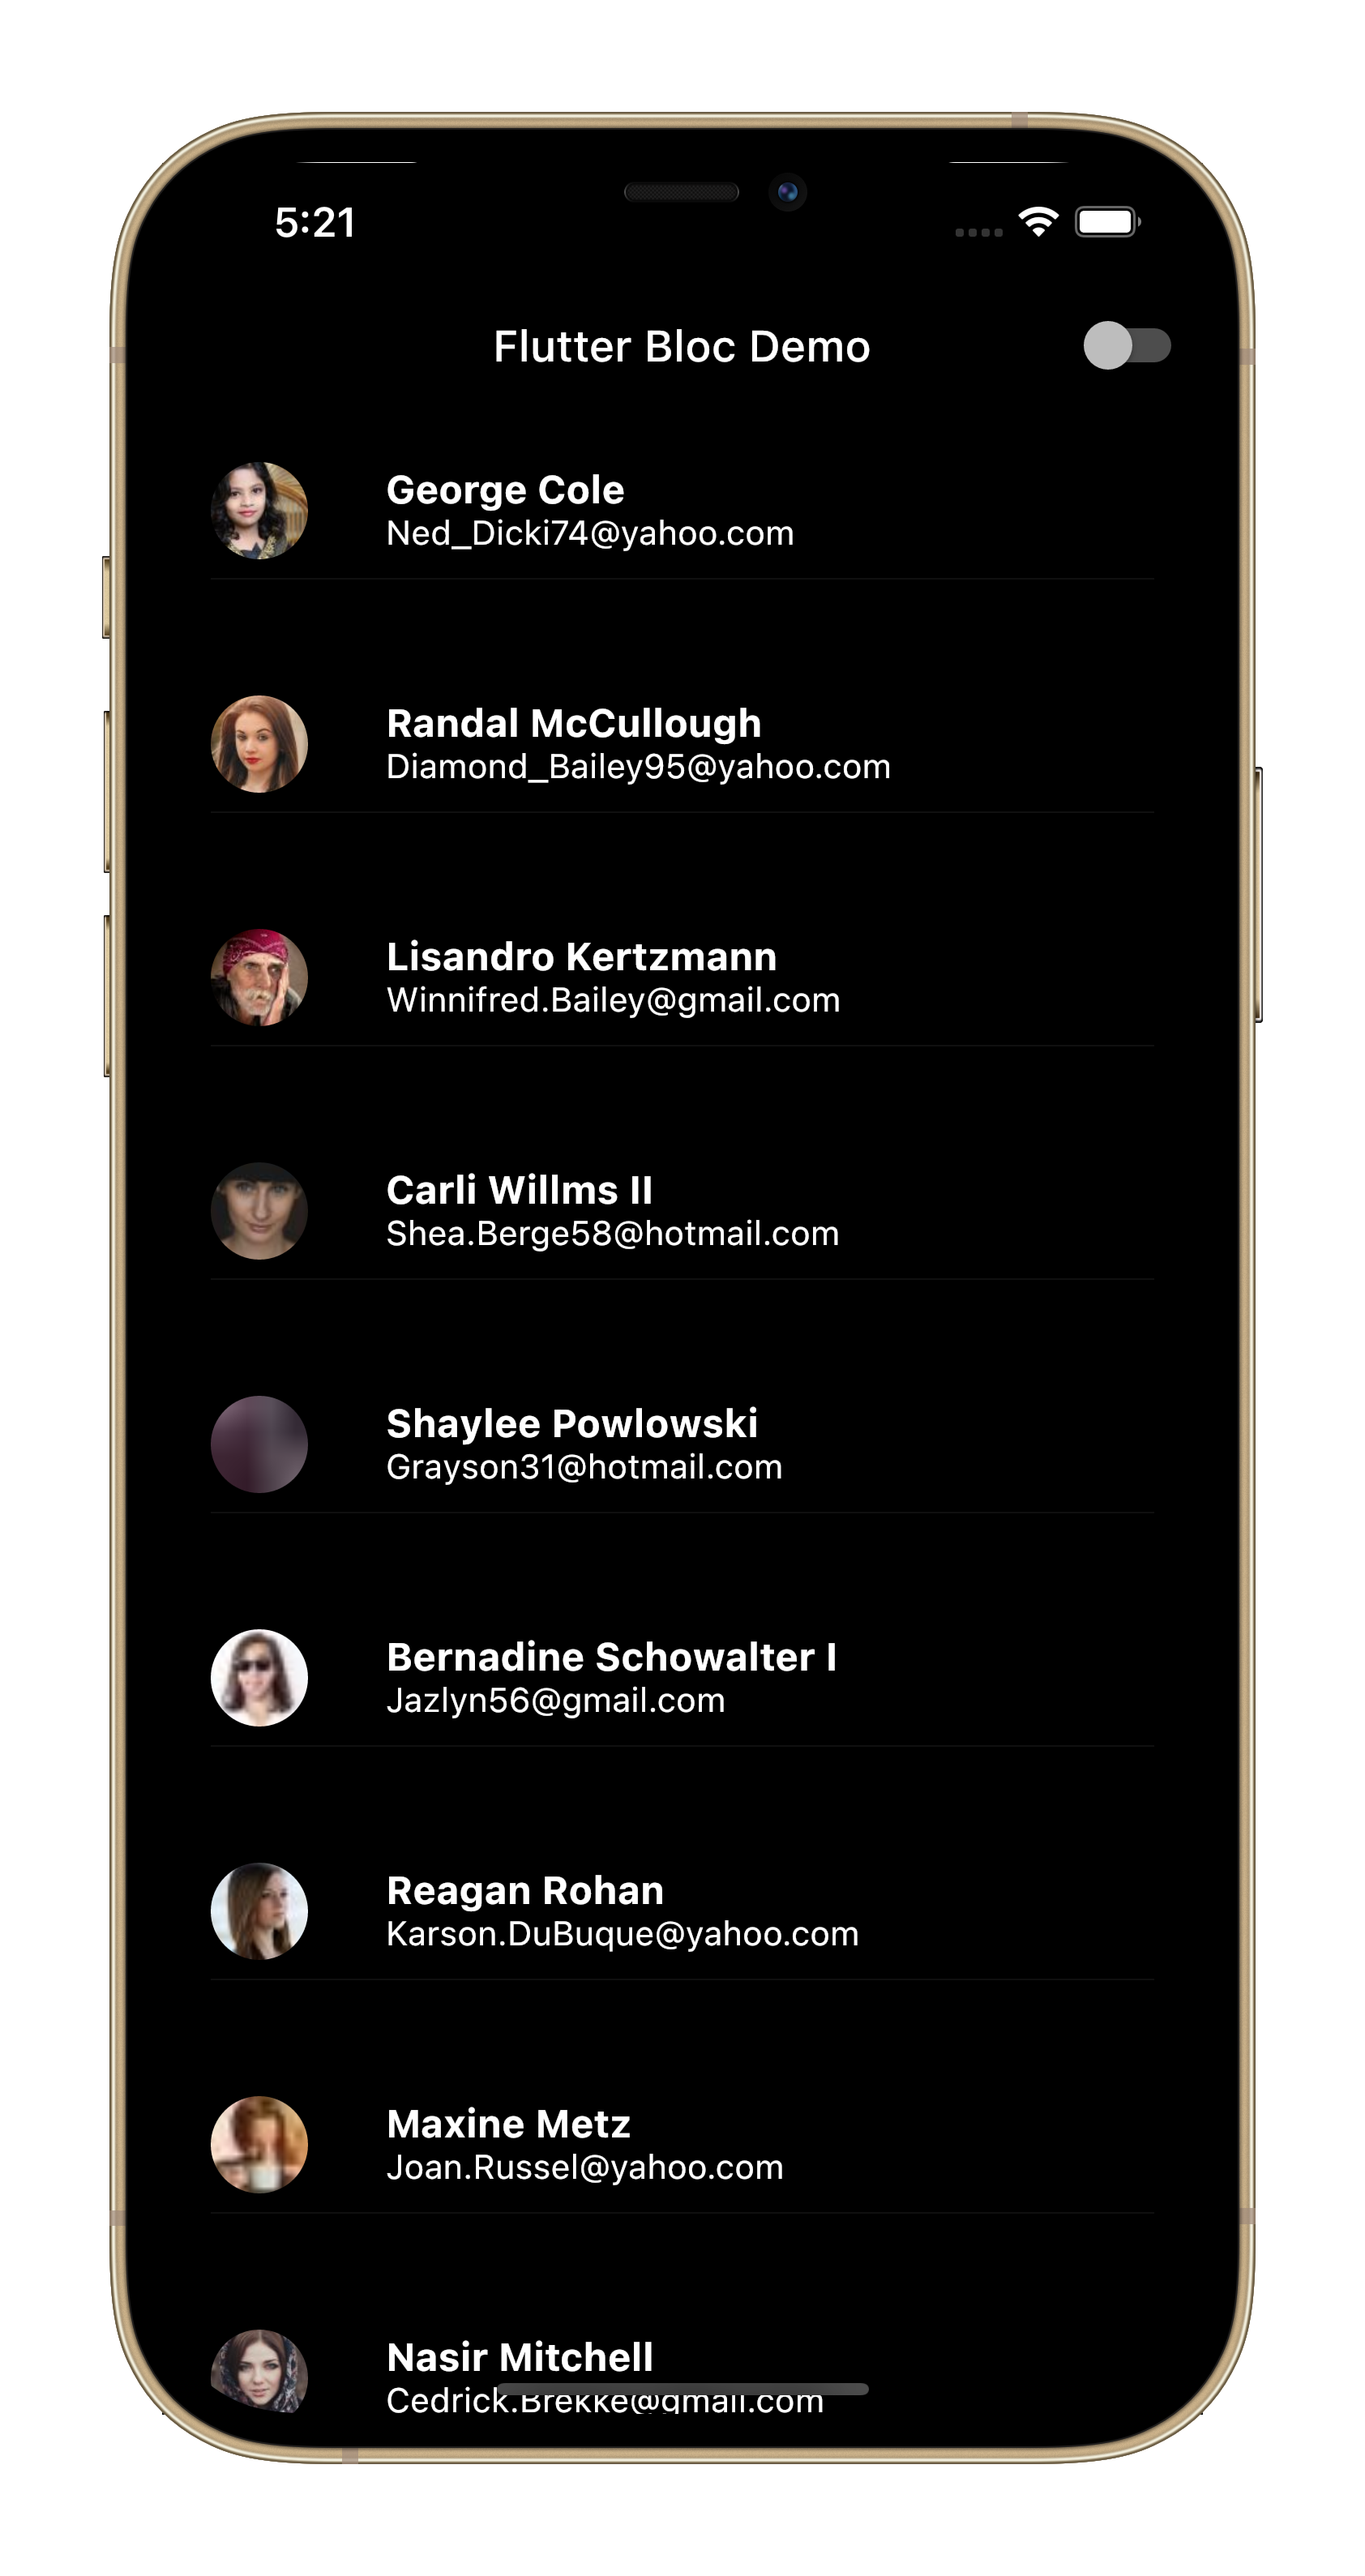 5:21
Flutter Bloc Demo
George Cole
Ned_Dicki74@yahoo.com
Randal McCullough
Diamond_Bailey95@yahoo.com
Lisandro Kertzmann
Winnifred.Bailey@gmail.com
Carli Willms II
Shea.Berge58@hotmail.com
Shaylee Powlowski
Grayson31@hotmail.com
Bernadine Schowalter I
Jazlyn56@gmail.com
Reagan Rohan
Karson.DuBuque@yahoo.com
Maxine Metz
Joan.Russel@yahoo.com
Nasir Mitchell
Cedrick.Brekke@gmail.com